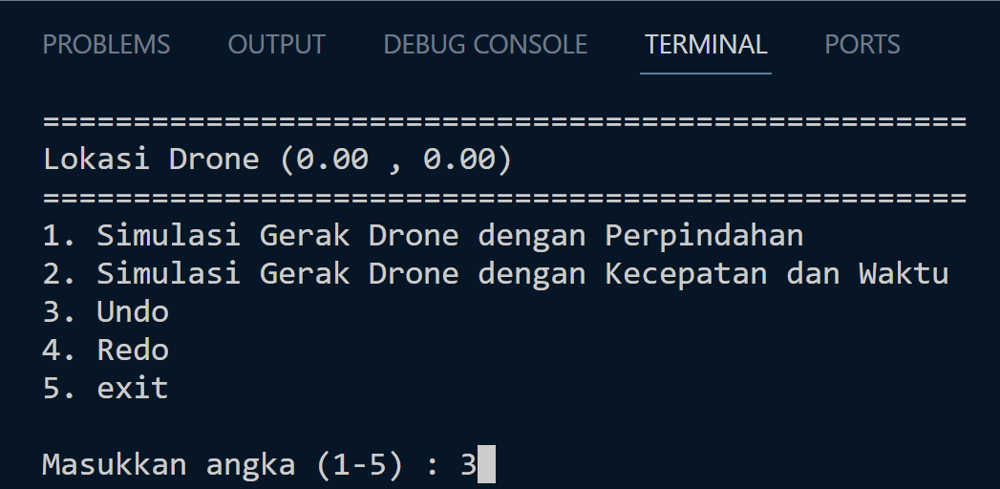 PROBLEMS OUTPUT DEBUG CONSOLE TERMINAL PORTS
===================================================
Lokasi Drone (0.00 , 0.00)
===================================================
1. Simulasi Gerak Drone dengan Perpindahan
2. Simulasi Gerak Drone dengan Kecepatan dan Waktu
3. Undo
4. Redo
5. exit
Masukkan angka (1-5) : 3